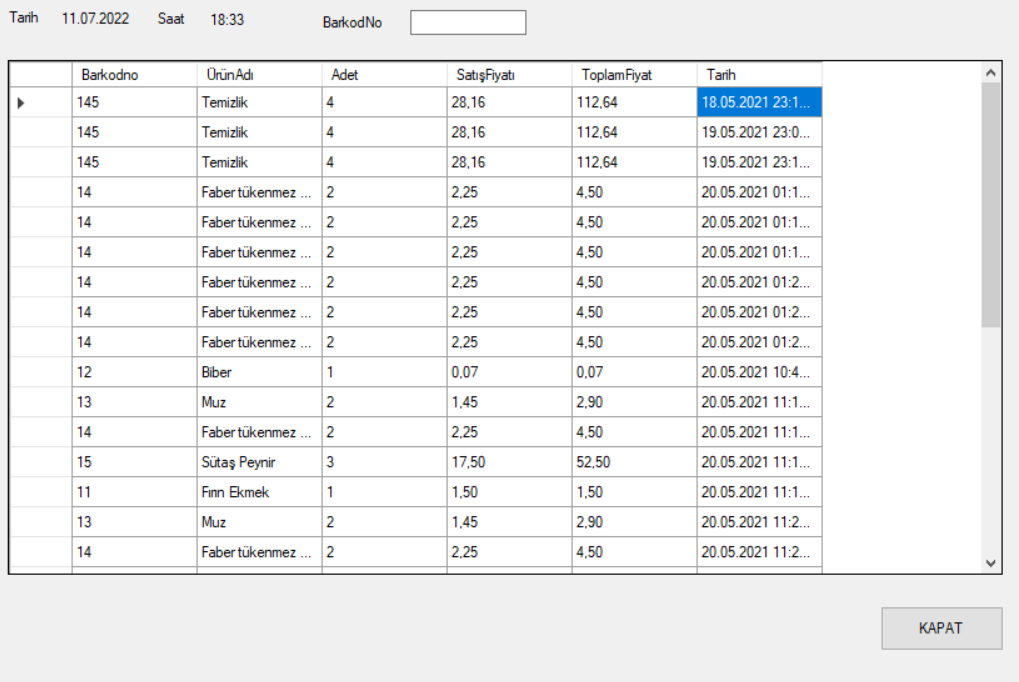 Tarih 11.07.2022 Saat 18:33 BarkodNo
Barkodno ÜrünAdı Adet SatışFiyatı ToplamFiyat Tarih
145 Temizlik 4 28,16 112,64 18.05.2021 23:1...
145 Temizlik 4 28,16 112,64 19.05.2021 23:0...
145 Temizlik 4 28,16 112,64 19.05.2021 23:1...
14 Faber tükenmez ... 2 2,25 4,50 20.05.2021 01:1...
14 Faber tükenmez ... 2 2,25 4,50 20.05.2021 01:1...
14 Faber tükenmez ... 2 2,25 4,50 20.05.2021 01:1...
14 Faber tükenmez ... 2 2,25 4,50 20.05.2021 01:2...
14 Faber tükenmez ... 2 2,25 4,50 20.05.2021 01:2...
14 Faber tükenmez ... 2 2,25 4,50 20.05.2021 01:2...
12 Biber 1 0,07 0,07 20.05.2021 10:4...
13 Muz 2 1,45 2,90 20.05.2021 11:1...
14 Faber tükenmez ... 2 2,25 4,50 20.05.2021 11:1...
15 Sütaş Peynir 3 17,50 52,50 20.05.2021 11:1...
11 Fırın Ekmek 1 1,50 1,50 20.05.2021 11:1...
13 Muz 2 1,45 2,90 20.05.2021 11:2...
14 Faber tükenmez ... 2 2,25 4,50 20.05.2021 11:2...
KAPAT